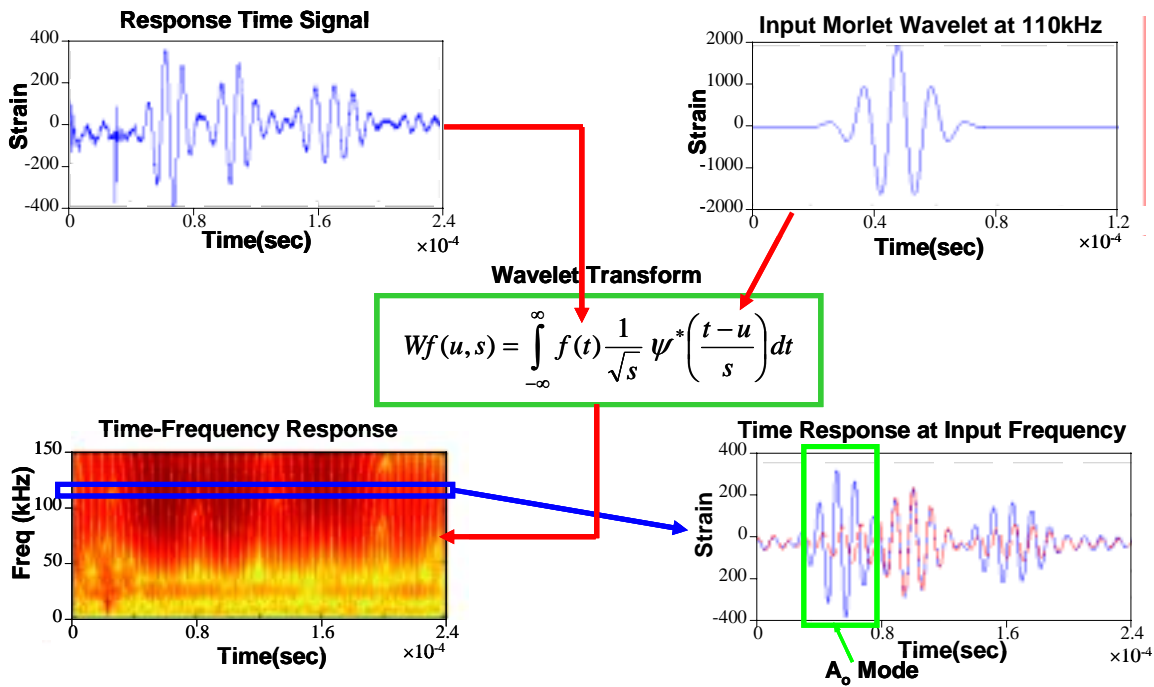 Response Time Signal
Strain
400
200
0
-200
-400
0
0.8
1.6
2.4
Time(sec)
×10-4
Input Morlet Wavelet at 110kHz
Strain
2000
1000
0
-1000
-2000
0
0.4
0.8
1.2
Time(sec)
×10-4
Wavelet Transform
Wf(u, s) = ∫_{-∞}^{∞} f(t) 1/√s ψ*((t − u)/s) dt
Time-Frequency Response
Freq (kHz)
150
100
50
0
0
0.8
1.6
2.4
Time(sec)
×10-4
Time Response at Input Frequency
Strain
400
200
0
200
-400
0
0.8
1.6
2.4
Time(sec)
×10-4
Ao Mode